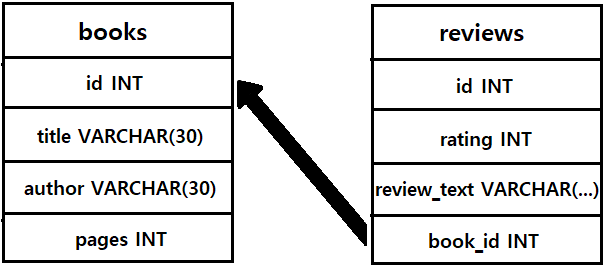 books
id INT
title VARCHAR(30)
author VARCHAR(30)
pages INT
reviews
id INT
rating INT
review_text VARCHAR(...)
book_id INT